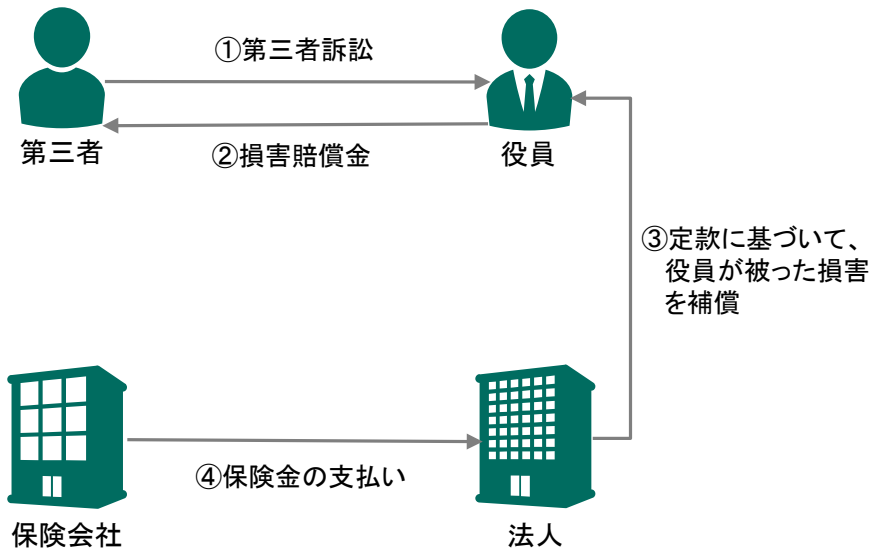 ①第三者訴訟
第三者
②損害賠償金
役員
③定款に基づいて、
役員が被った損害
を補償
④保険金の支払い
保険会社
法人